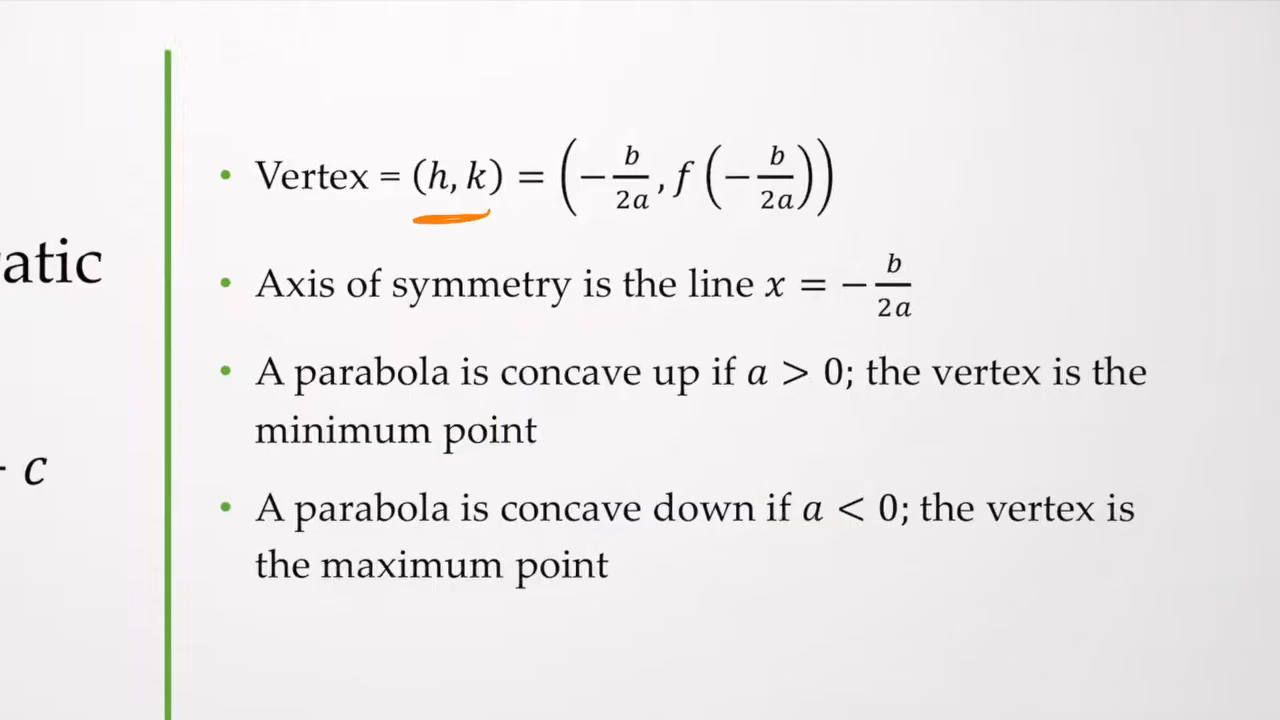 • Vertex = (h, k) = (−b/2a, f(−b/2a))
atic
• Axis of symmetry is the line x = −b/2a
• A parabola is concave up if a > 0; the vertex is the
minimum point
c
• A parabola is concave down if a < 0; the vertex is
the maximum point